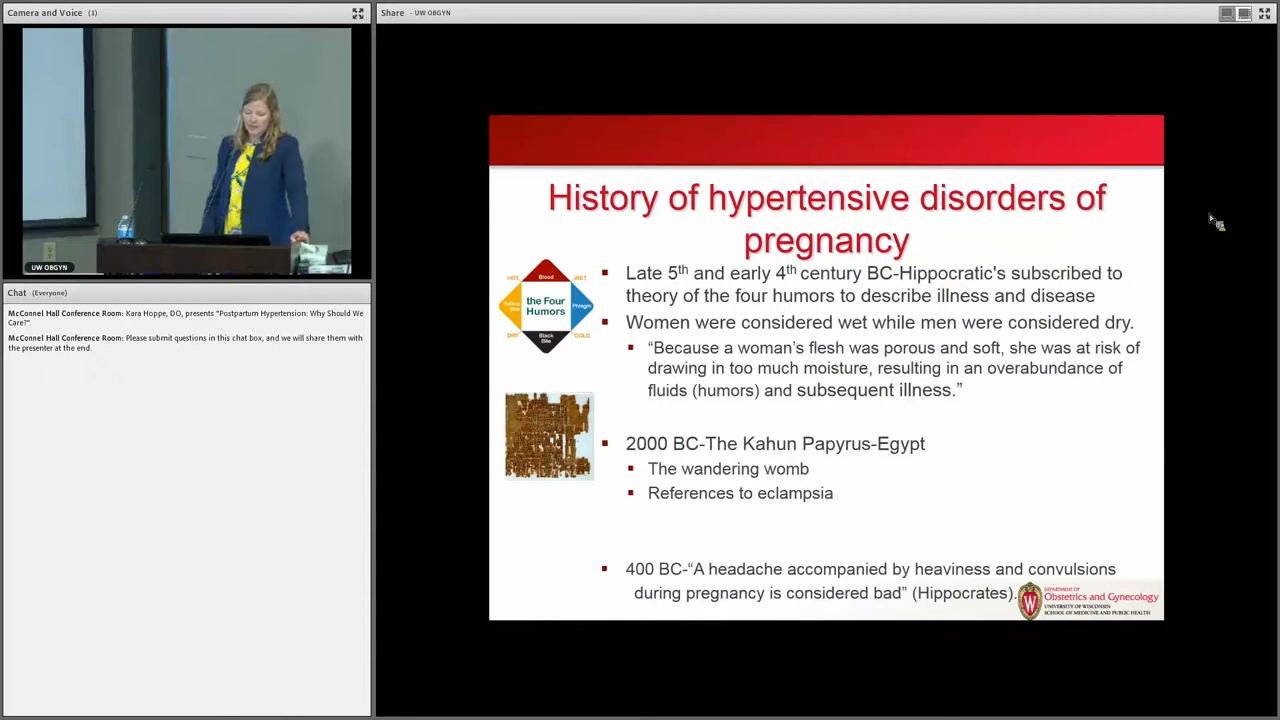 Camera and Voice (1)
UW OBGYN
Chat (Everyone)
McConnel Hall Conference Room: Kara Hoppe, DO, presents "Postpartum Hypertension: Why Should We
Care?"
McConnel Hall Conference Room: Please submit questions in this chat box, and we will share them with
the presenter at the end.
Share - UW OBGYN
History of hypertensive disorders of
pregnancy
Late 5th and early 4th century BC-Hippocratic's subscribed to
theory of the four humors to describe illness and disease
Women were considered wet while men were considered dry.
“Because a woman’s flesh was porous and soft, she was at risk of
drawing in too much moisture, resulting in an overabundance of
fluids (humors) and subsequent illness.”
2000 BC-The Kahun Papyrus-Egypt
The wandering womb
References to eclampsia
400 BC-“A headache accompanied by heaviness and convulsions
during pregnancy is considered bad” (Hippocrates).
HOT
Blood
WET
Yellow Bile
the Four
Humors
Phlegm
DRY
Black
Bile
COLD
DEPARTMENT OF
Obstetrics and Gynecology
UNIVERSITY OF WISCONSIN
SCHOOL OF MEDICINE AND PUBLIC HEALTH